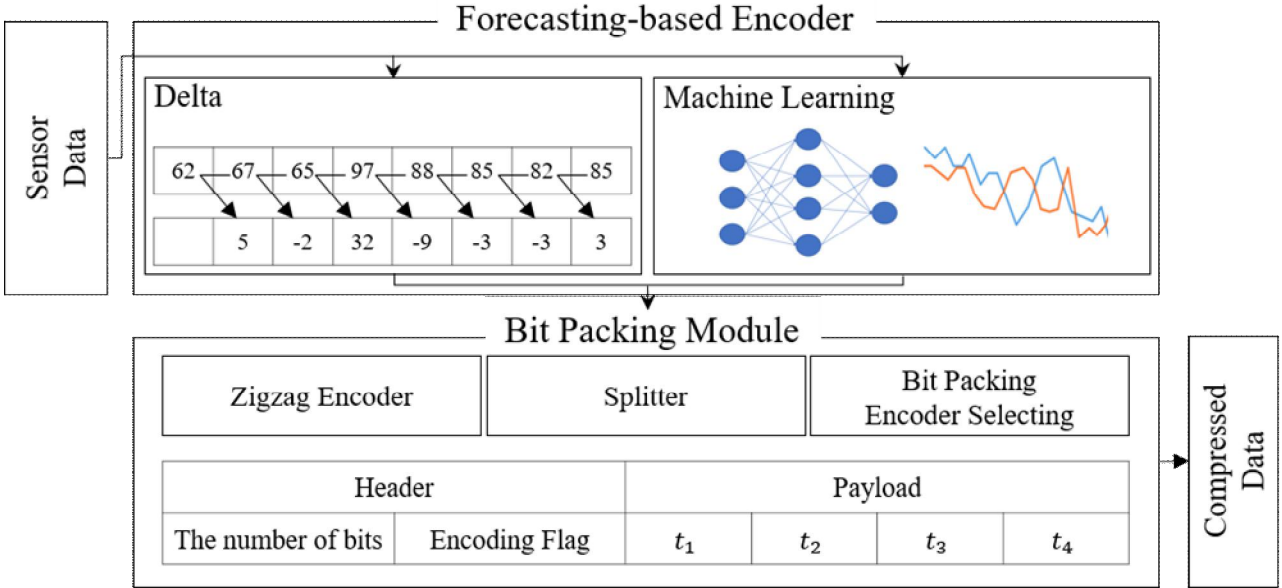 Forecasting-based Encoder
Sensor
Data
Delta
62 67 65 97 88 85 82 85
5 -2 32 -9 -3 -3 3
Machine Learning
Bit Packing Module
Zigzag Encoder
Splitter
Bit Packing
Encoder Selecting
Header
Payload
The number of bits
Encoding Flag
t₁
t₂
t₃
t₄
Compressed
Data